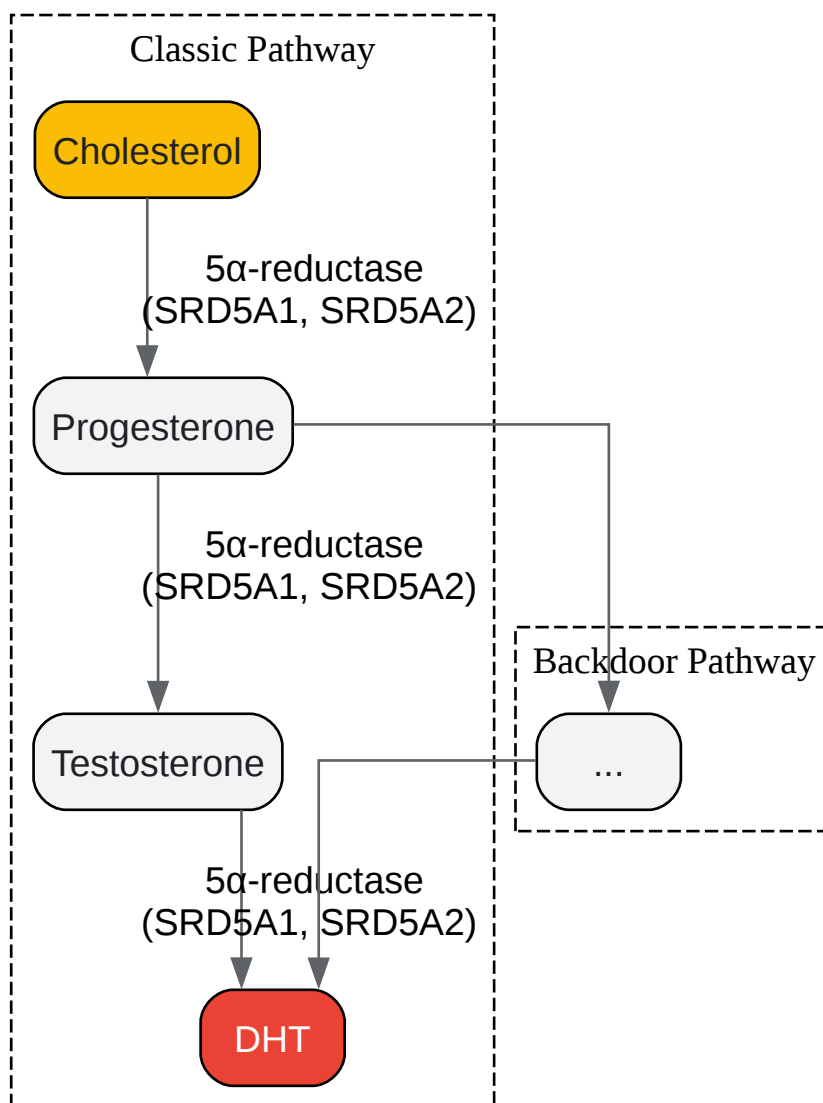 Classic Pathway
Cholesterol
5α-reductase
(SRD5A1, SRD5A2)
Progesterone
5α-reductase
(SRD5A1, SRD5A2)
Backdoor Pathway
Testosterone
...
5α-reductase
(SRD5A1, SRD5A2)
DHT